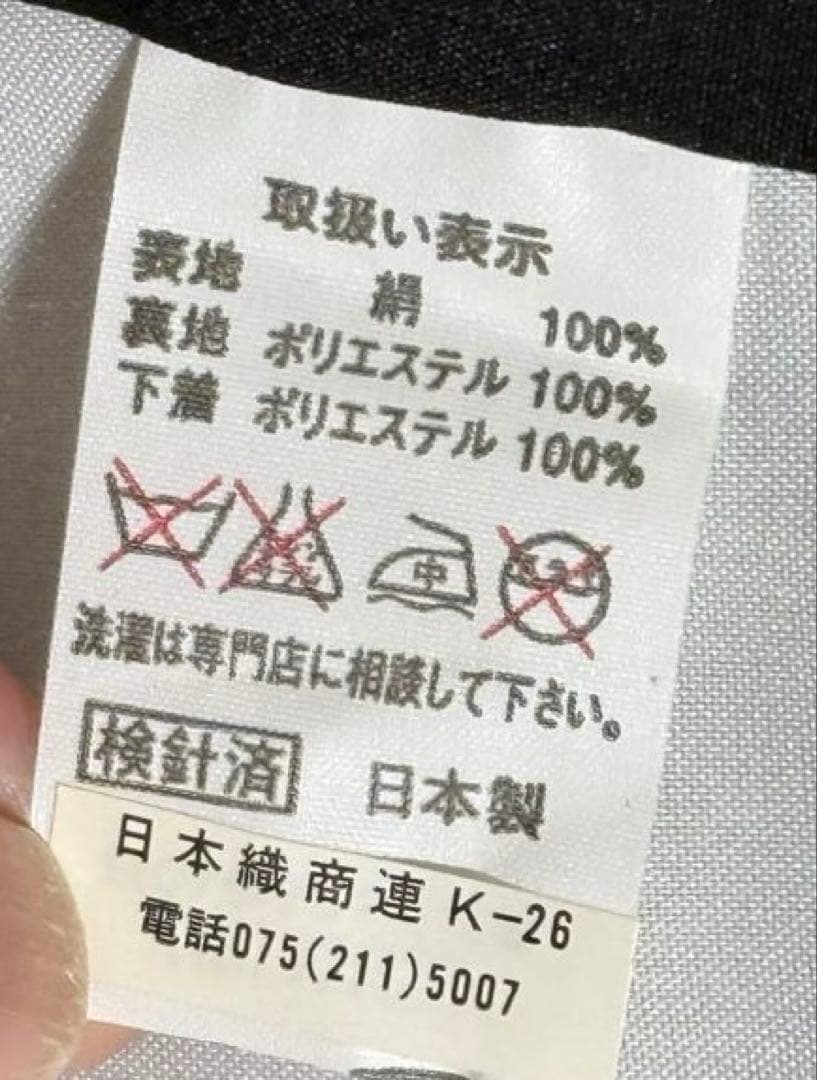 取扱い表示
表地 絹 100%
裏地 ポリエステル 100%
下着 ポリエステル 100%
中
洗濯は専門店に相談して下さい。
検針済 日本製
日本織商連 K-26
電話075(211)5007